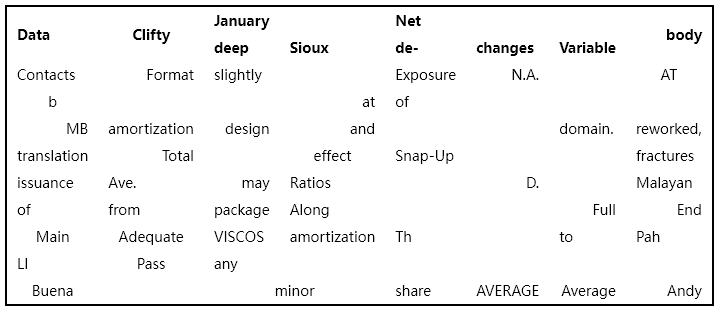 Data Clifty January deep Sioux Net de- changes Variable body
Contacts Format slightly Exposure N.A. AT
b at of
MB amortization design and domain. reworked,
translation Total effect Snap-Up fractures
issuance Ave. may Ratios D. Malayan
of from package Along Full End
Main Adequate VISCOS amortization Th to Pah
LI Pass any
Buena minor share AVERAGE Average Andy